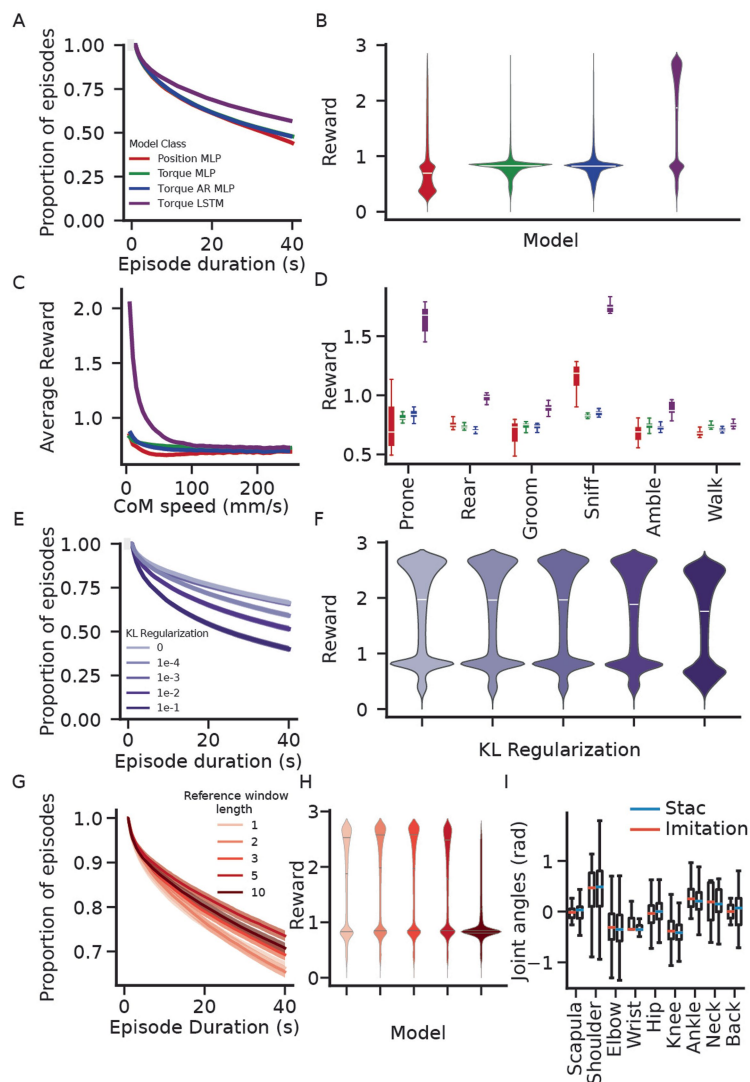 A
Proportion of episodes
1.00
0.75
0.50
0.25
0.00
Model Class
Position MLP
Torque MLP
Torque AR MLP
Torque LSTM
0
20
40
Episode duration (s)
B
Reward
3
2
1
0
Model
C
Average Reward
2.0
1.0
0
100
200
CoM speed (mm/s)
D
Reward
1.5
1.0
0.5
Prone
Rear
Groom
Sniff
Amble
Walk
E
Proportion of episodes
1.00
0.75
0.50
0.25
0.00
KL Regularization
0
1e-4
1e-3
1e-2
1e-1
0
20
40
Episode duration (s)
F
Reward
3
2
1
0
KL Regularization
G
Proportion of episodes
1.0
0.9
0.8
0.7
Reference window
length
1
2
3
5
10
0
20
40
Episode Duration (s)
H
Reward
3
2
1
0
Model
I
Joint angles (rad)
Stac
Imitation
1
0
−1
Scapula
Shoulder
Elbow
Wrist
Hip
Knee
Ankle
Neck
Back